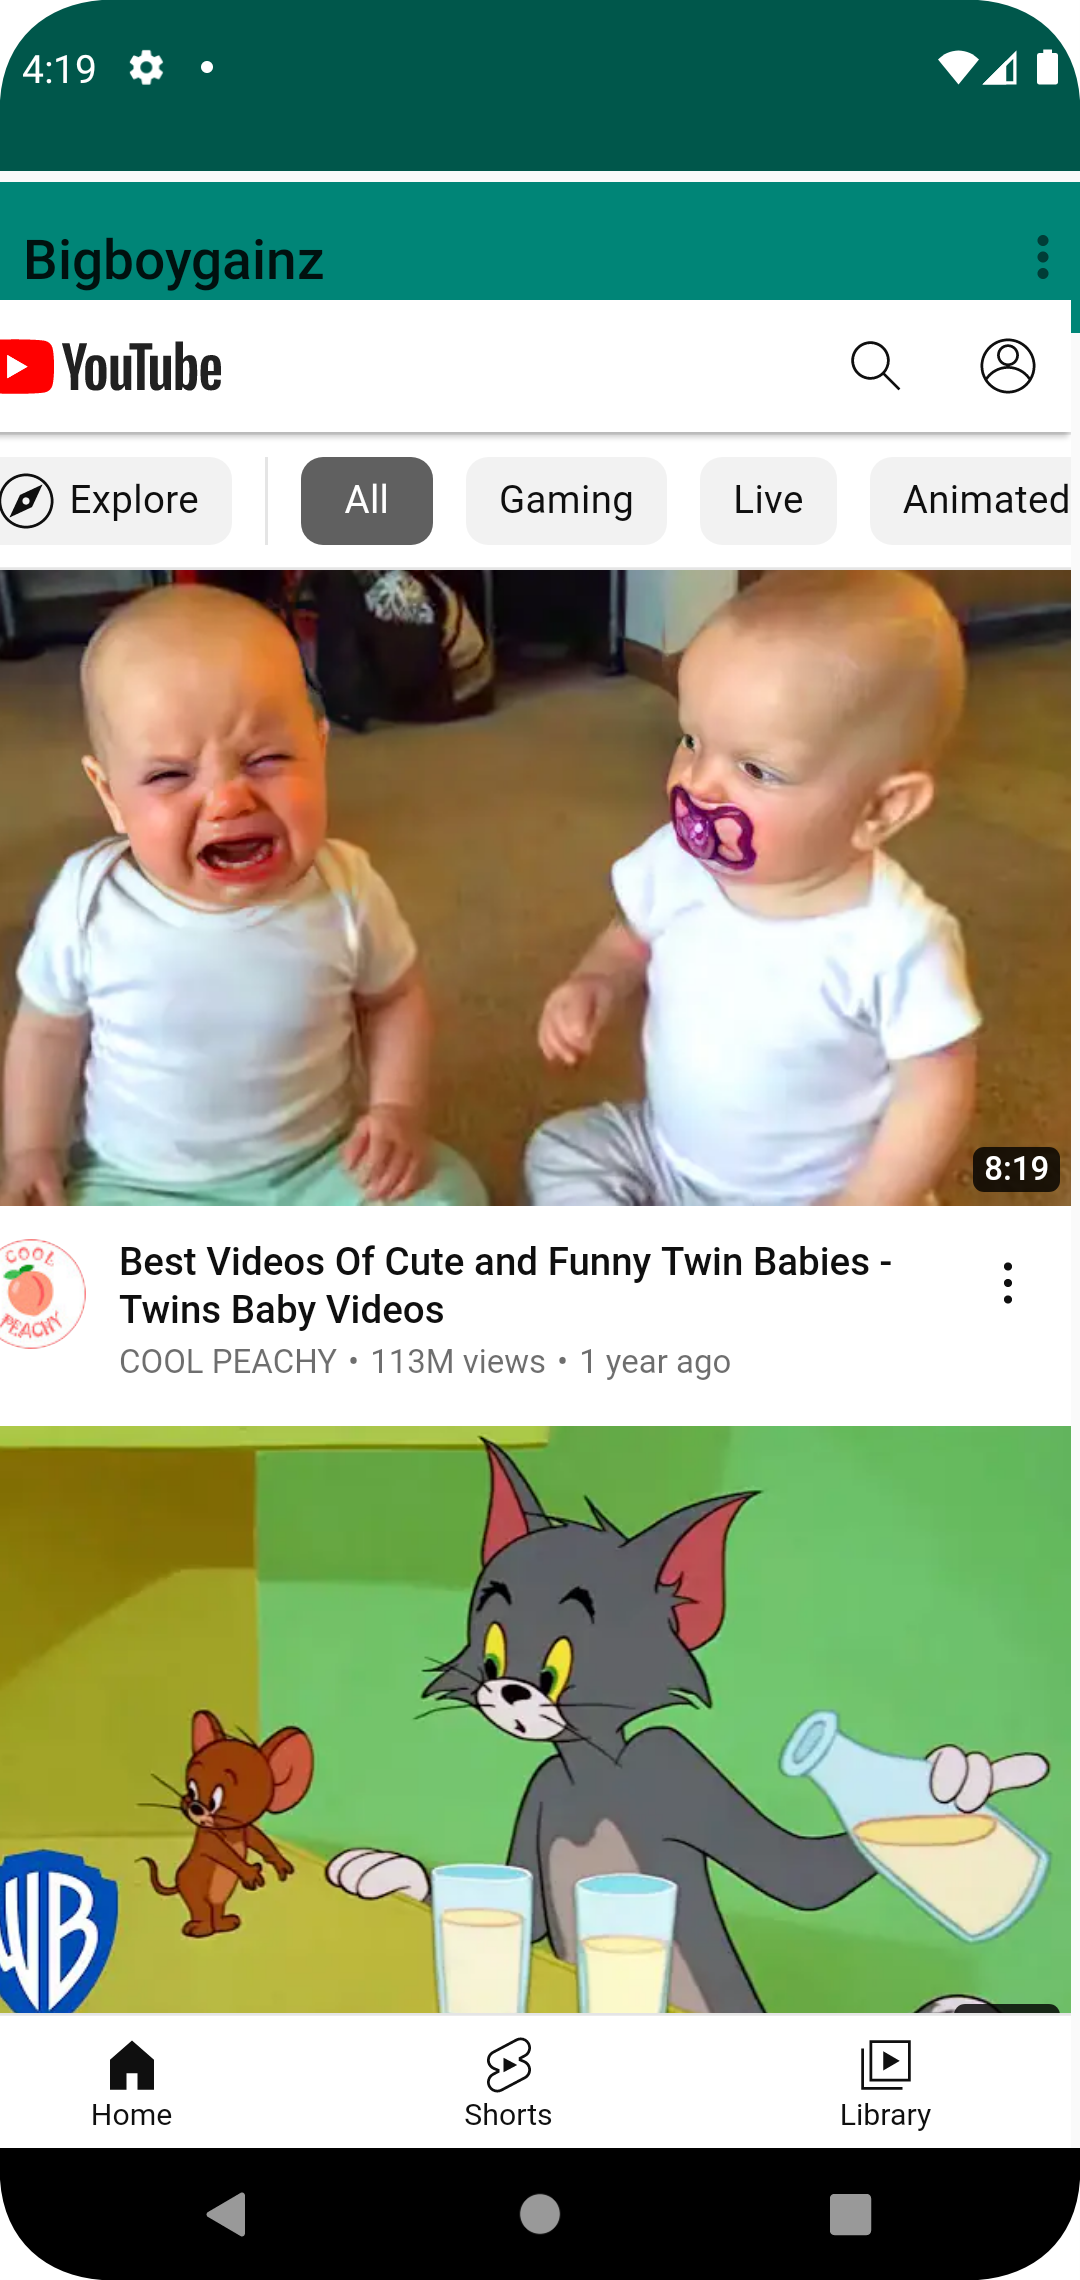 4:19
Bigboygainz
YouTube
Explore
All
Gaming
Live
Animated
8:19
COOL
PEACHY
Best Videos Of Cute and Funny Twin Babies -
Twins Baby Videos
COOL PEACHY • 113M views • 1 year ago
WB
Home
Shorts
Library